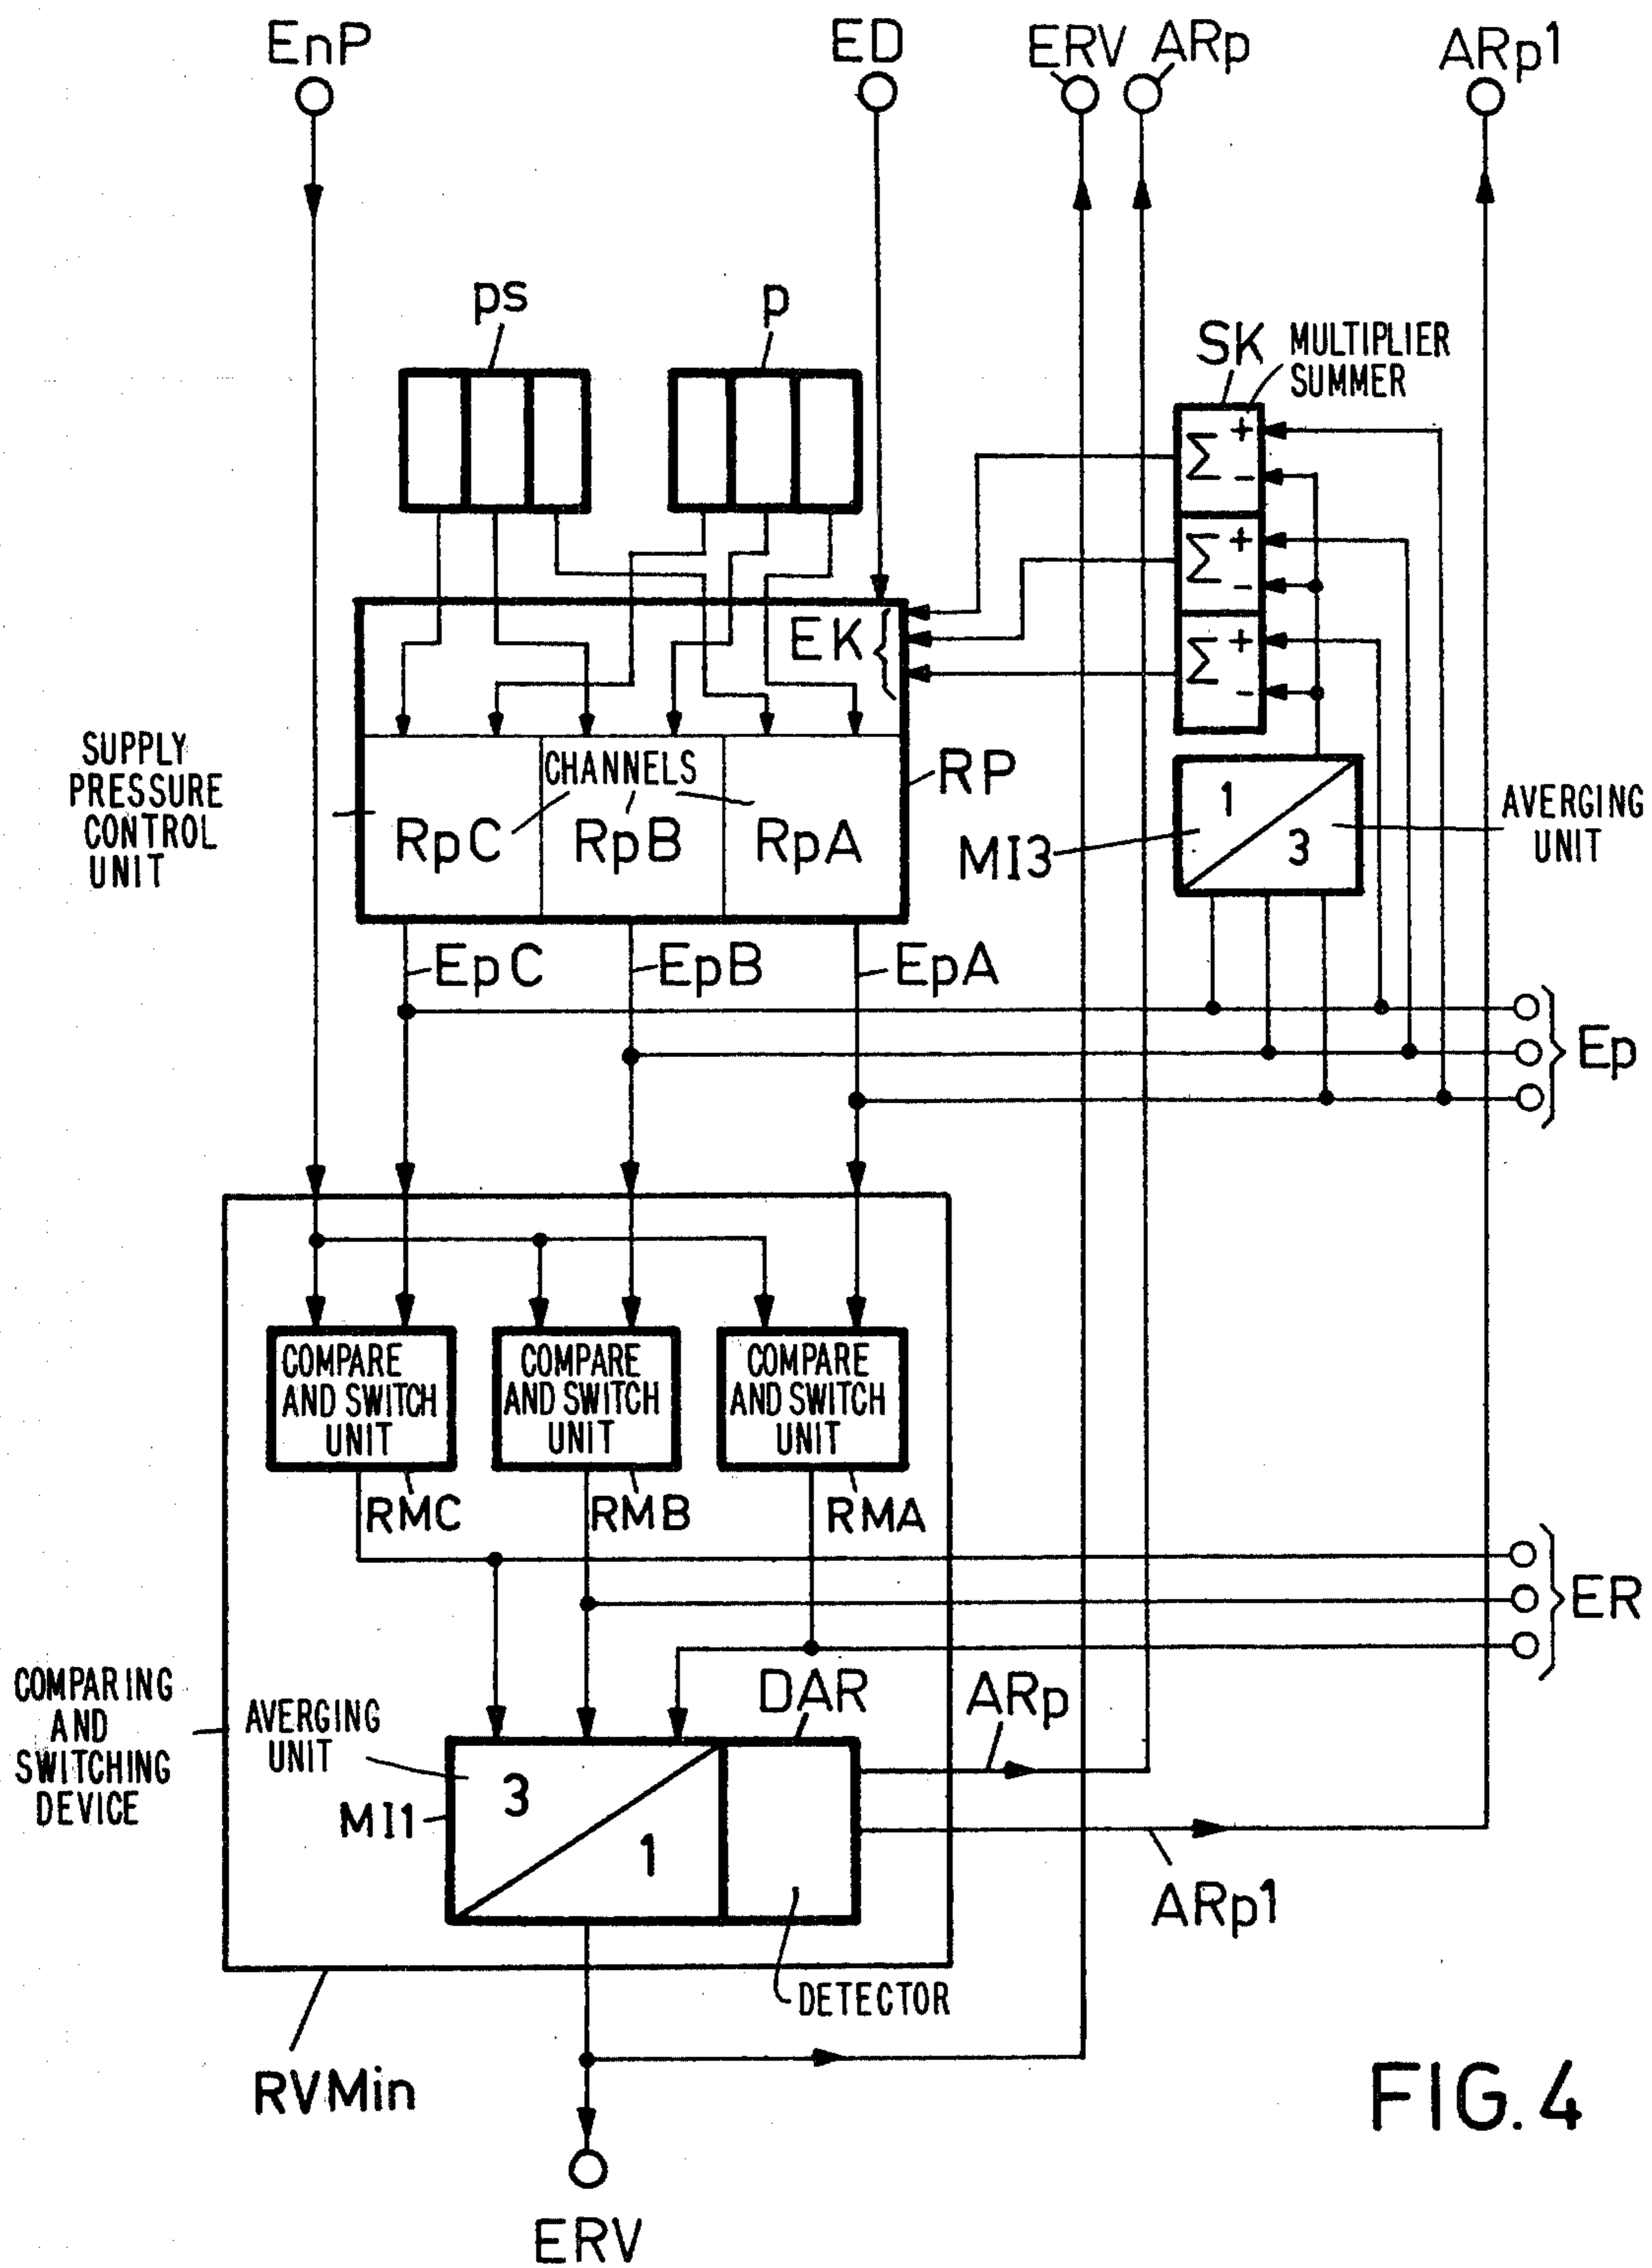 EnP
ED
ERV
ARp
ARp1
ps
p
SK
MULTIPLIER
SUMMER
Σ + -
Σ + -
Σ + -
EK {
SUPPLY
PRESSURE
CONTROL
UNIT
CHANNELS
RpC
RpB
RpA
RP
MI3
1
3
AVERGING
UNIT
EpC
EpB
EpA
} Ep
COMPARE
AND SWITCH
UNIT
COMPARE
AND SWITCH
UNIT
COMPARE
AND SWITCH
UNIT
RMC
RMB
RMA
} ER
COMPARING
AND
SWITCHING
DEVICE
AVERGING
UNIT
MI1
3
1
DAR
ARp
ARp1
DETECTOR
RVMin
ERV
FIG. 4